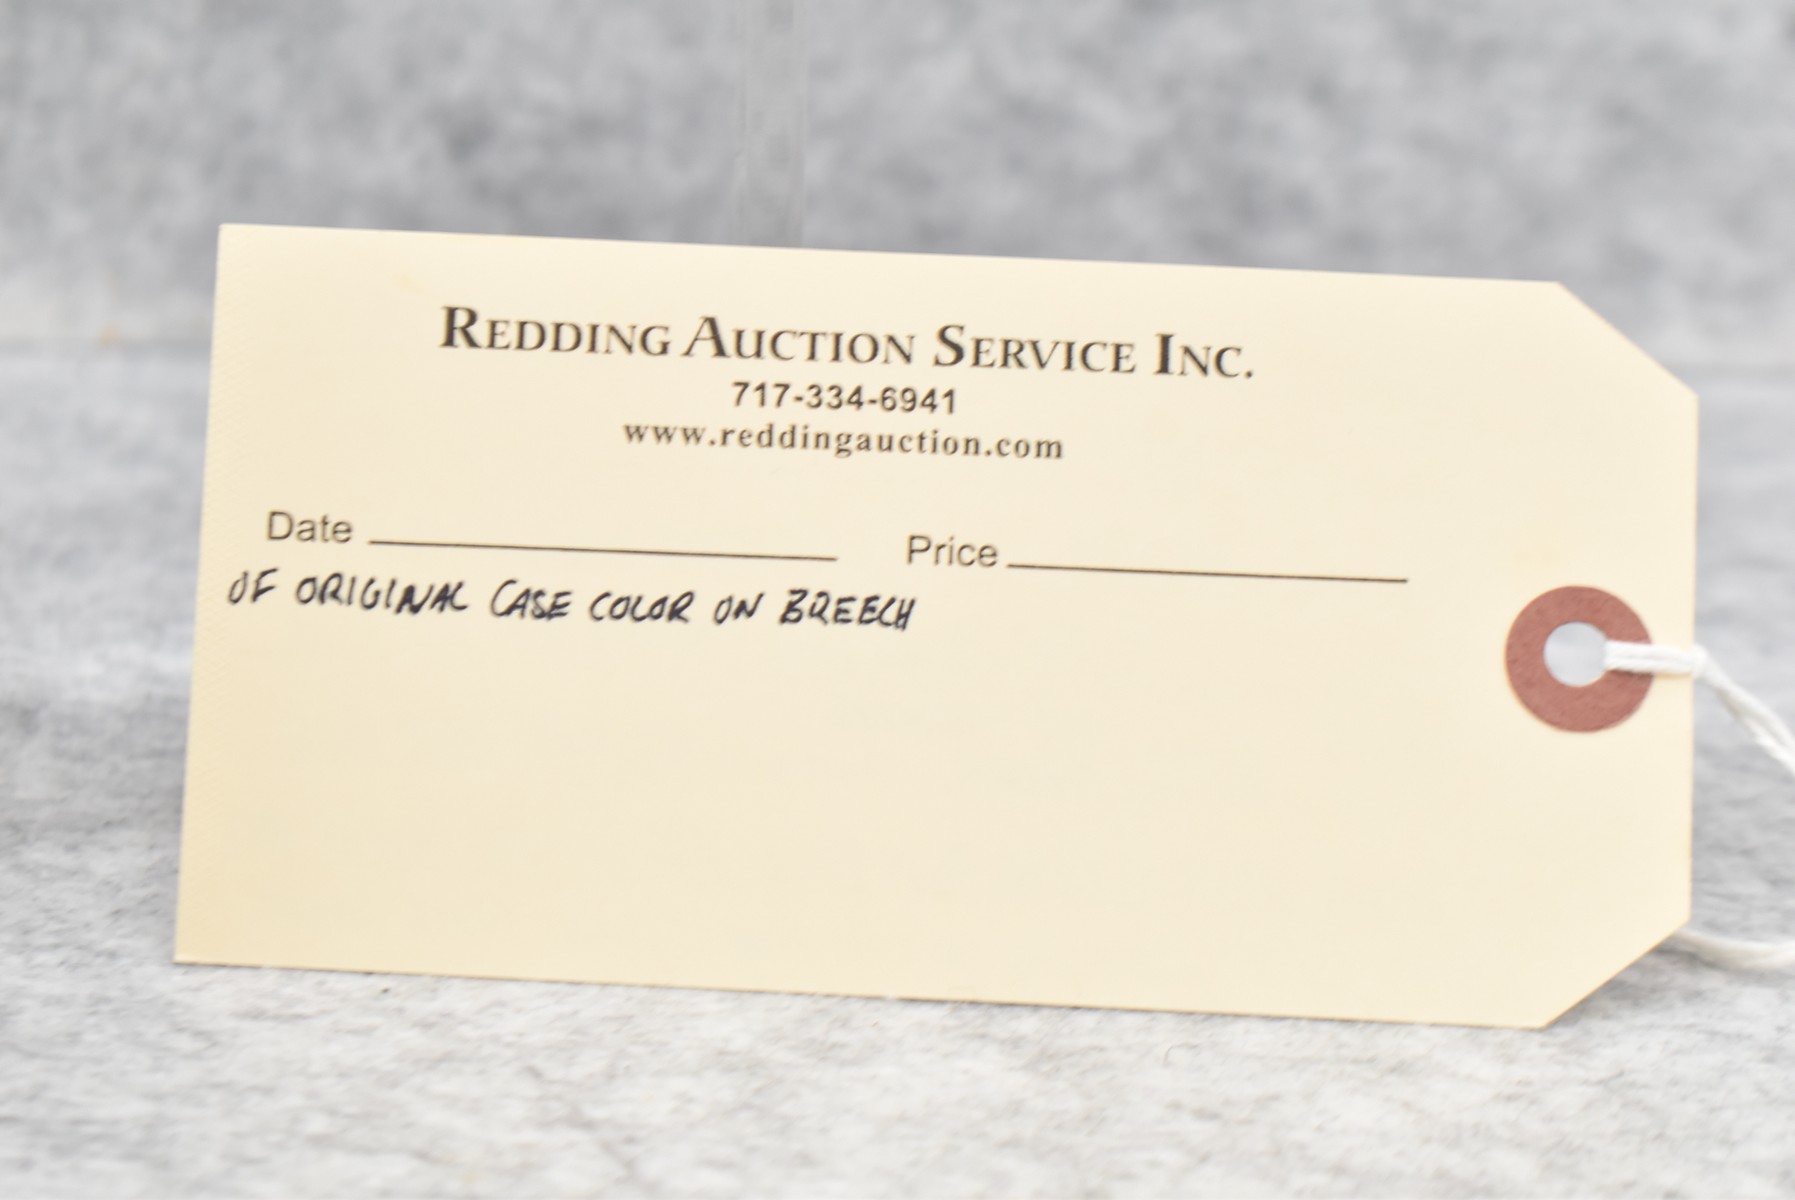 REDDING AUCTION SERVICE INC.
717-334-6941
www.reddingauction.com
Date Price
OF ORIGINAL CASE COLOR ON BREECH